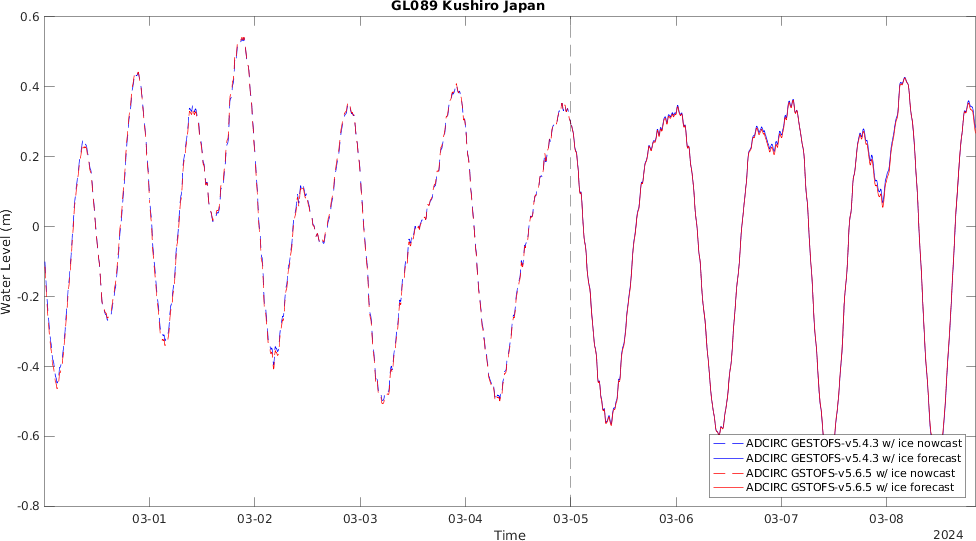 GL089 Kushiro Japan
0.6
0.4
0.2
0
-0.2
-0.4
-0.6
-0.8
Water Level (m)
ADCIRC GESTOFS-v5.4.3 w/ ice nowcast
ADCIRC GESTOFS-v5.4.3 w/ ice forecast
ADCIRC GSTOFS-v5.6.5 w/ ice nowcast
ADCIRC GSTOFS-v5.6.5 w/ ice forecast
03-01 03-02 03-03 03-04 03-05 03-06 03-07 03-08
Time
2024